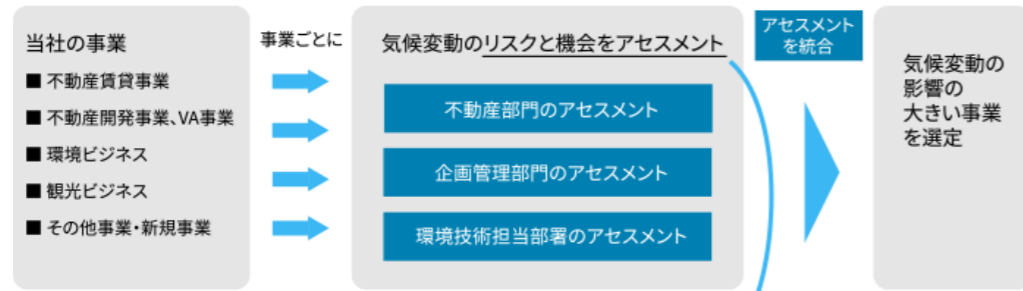 当社の事業
■ 不動産賃貸事業
■ 不動産開発事業、VA事業
■ 環境ビジネス
■ 観光ビジネス
■ その他事業・新規事業
事業ごとに
気候変動のリスクと機会をアセスメント
不動産部門のアセスメント
企画管理部門のアセスメント
環境技術担当部署のアセスメント
アセスメント
を統合
気候変動の
影響の
大きい事業
を選定